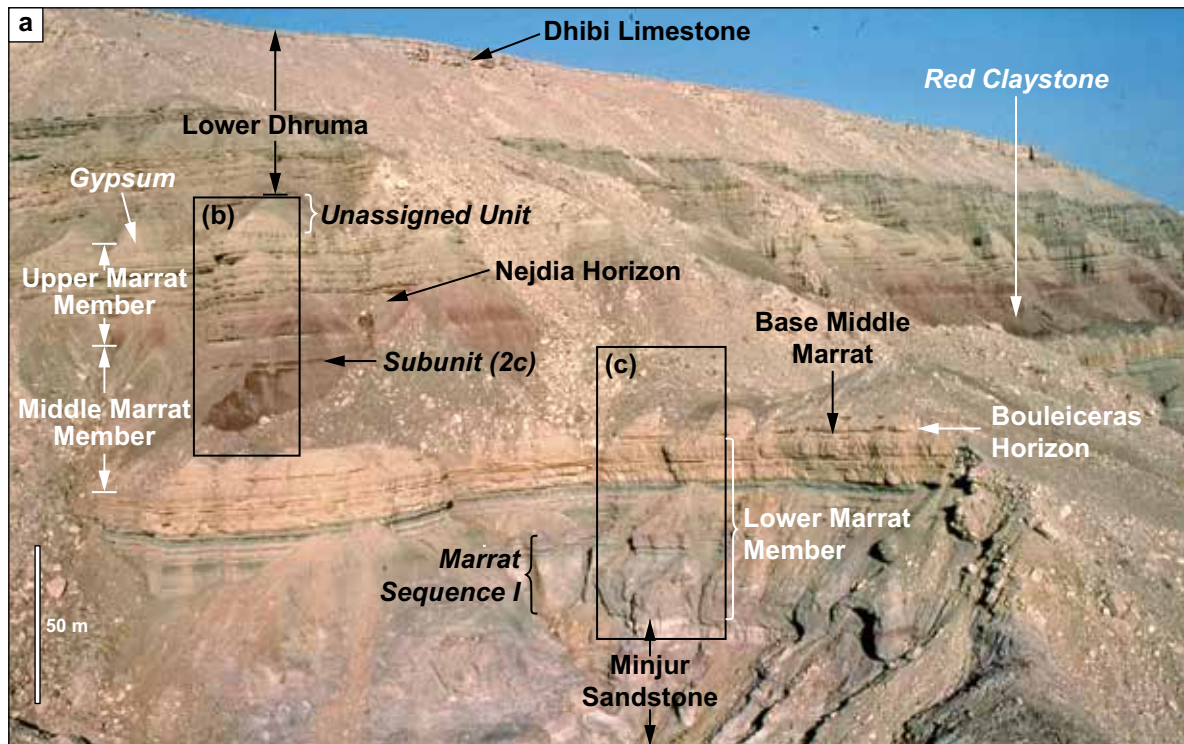 a
Dhibi Limestone
Red Claystone
Lower Dhruma
Gypsum
(b)
Unassigned Unit
Upper Marrat
Member
Nejdia Horizon
Base Middle
Marrat
Subunit (2c)
(c)
Middle Marrat
Member
Bouleiceras
Horizon
Lower Marrat
Member
Marrat
Sequence I
50 m
Minjur
Sandstone